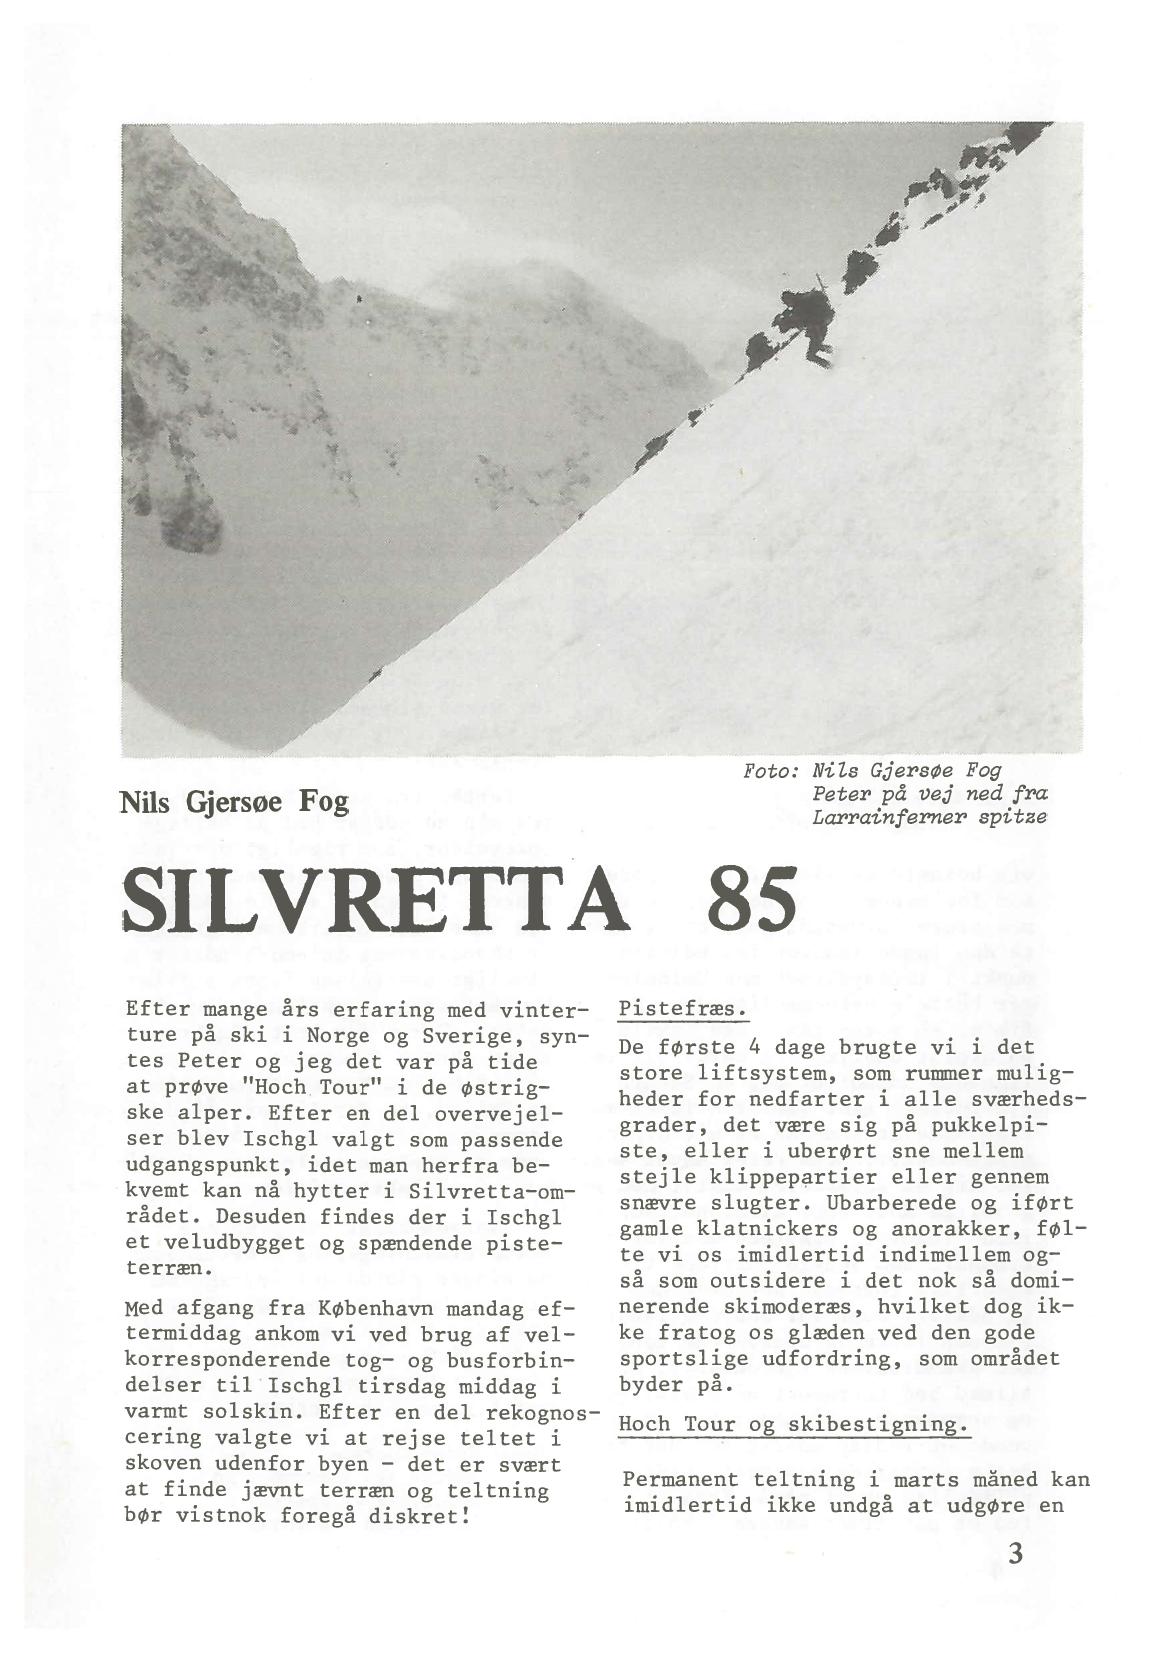 Foto: Nils Gjersøe Fog
Peter på vej ned fra
Larrainferner spitze
Nils Gjersøe Fog
SILVRETTA 85
Efter mange års erfaring med vinter-
ture på ski i Norge og Sverige, syn-
tes Peter og jeg det var på tide
at prøve "Hoch Tour" i de østrig-
ske alper. Efter en del overvejel-
ser blev Ischgl valgt som passende
udgangspunkt, idet man herfra be-
kvemt kan nå hytter i Silvretta-om-
rådet. Desuden findes der i Ischgl
et veludbygget og spændende piste-
terræn.
Med afgang fra København mandag ef-
termiddag ankom vi ved brug af vel-
korresponderende tog- og busforbin-
delser til Ischgl tirsdag middag i
varmt solskin. Efter en del rekognos-
cering valgte vi at rejse teltet i
skoven udenfor byen - det er svært
at finde jævnt terræn og teltning
bør vistnok foregå diskret!
Pistefræs.
De første 4 dage brugte vi i det
store liftsystem, som rummer mulig-
heder for nedfarter i alle sværheds-
grader, det være sig på pukkelpi-
ste, eller i uberørt sne mellem
stejle klippepartier eller gennem
snævre slugter. Ubarberede og iført
gamle klatnickers og anorakker, føl-
te vi os imidlertid indimellem og-
så som outsidere i det nok så domi-
nerende skimoderæs, hvilket dog ik-
ke fratog os glæden ved den gode
sportslige udfordring, som området
byder på.
Hoch Tour og skibestigning.
Permanent teltning i marts måned kan
imidlertid ikke undgå at udgøre en
3